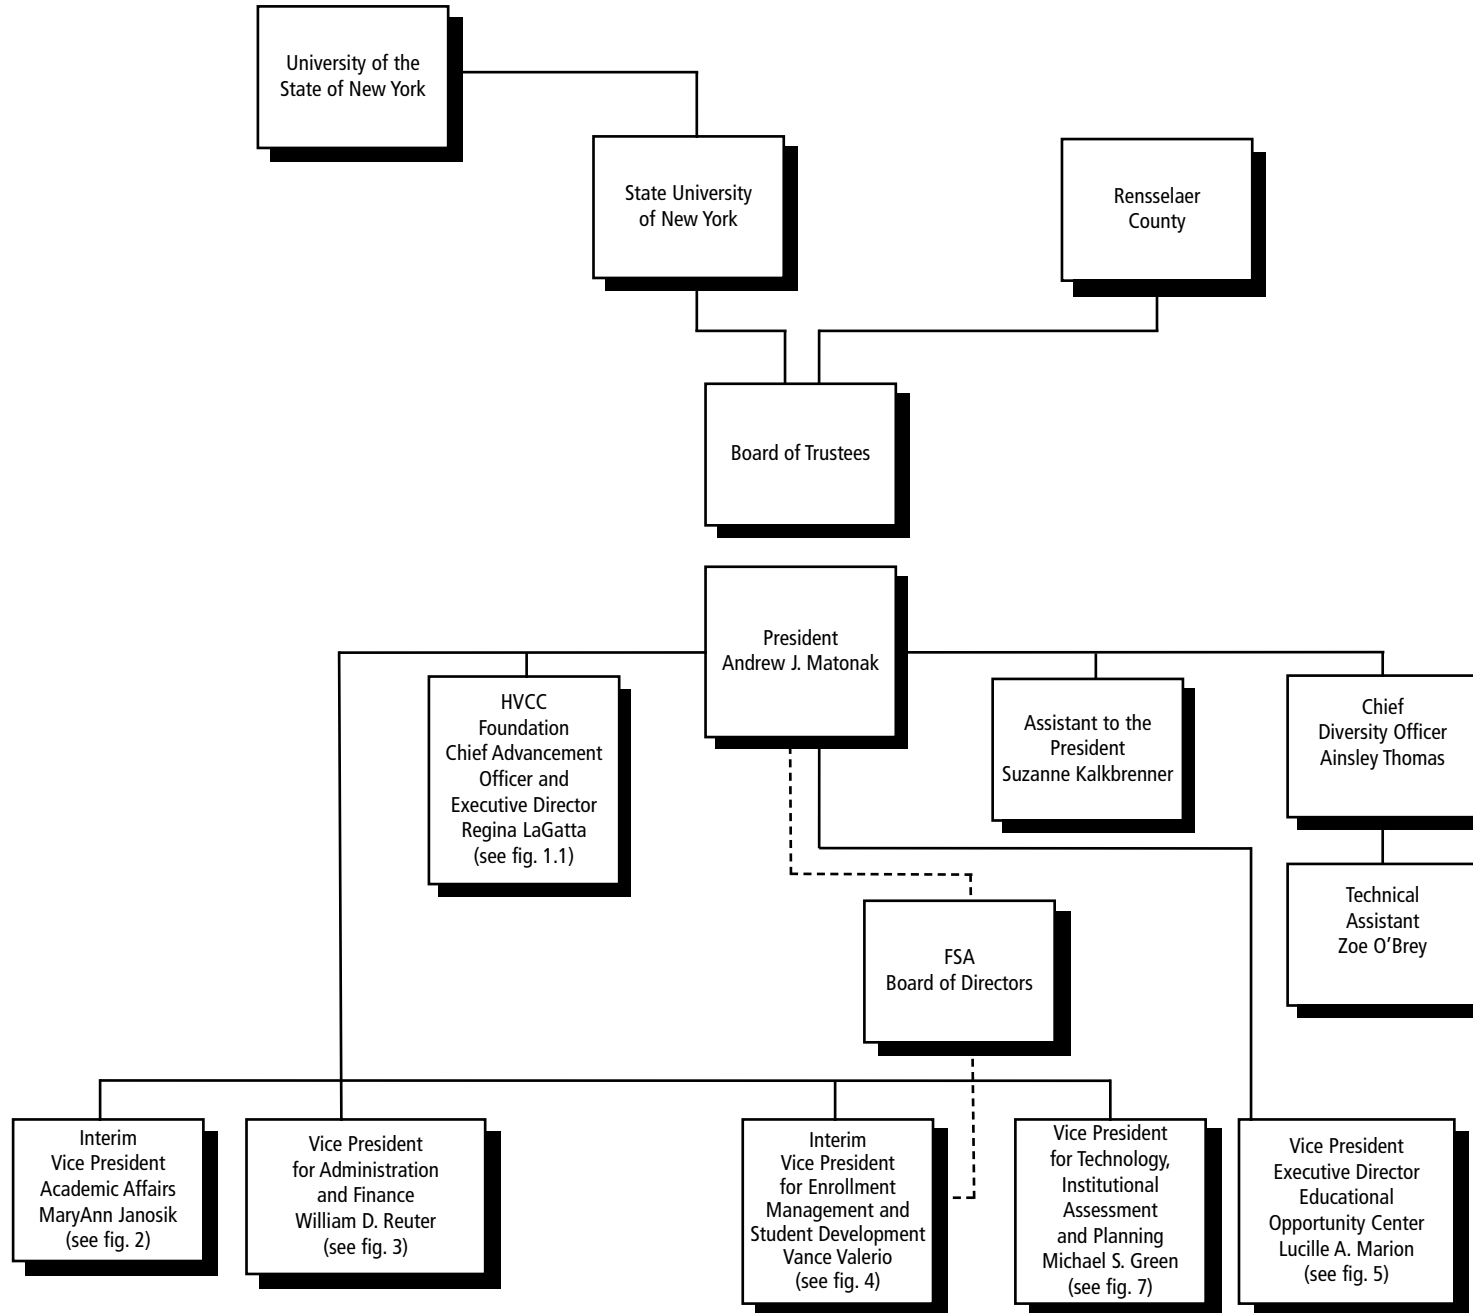 University of the
State of New York
State University
of New York
Rensselaer
County
Board of Trustees
President
Andrew J. Matonak
HVCC
Foundation
Chief Advancement
Officer and
Executive Director
Regina LaGatta
(see fig. 1.1)
Assistant to the
President
Suzanne Kalkbrenner
Chief
Diversity Officer
Ainsley Thomas
Technical
Assistant
Zoe O'Brey
FSA
Board of Directors
Interim
Vice President
Academic Affairs
MaryAnn Janosik
(see fig. 2)
Vice President
for Administration
and Finance
William D. Reuter
(see fig. 3)
Interim
Vice President
for Enrollment
Management and
Student Development
Vance Valerio
(see fig. 4)
Vice President
for Technology,
Institutional
Assessment
and Planning
Michael S. Green
(see fig. 7)
Vice President
Executive Director
Educational
Opportunity Center
Lucille A. Marion
(see fig. 5)